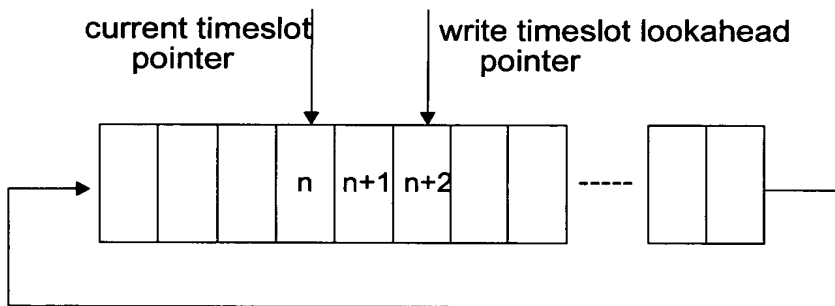 current timeslot
pointer
write timeslot lookahead
pointer
n n+1 n+2
-----